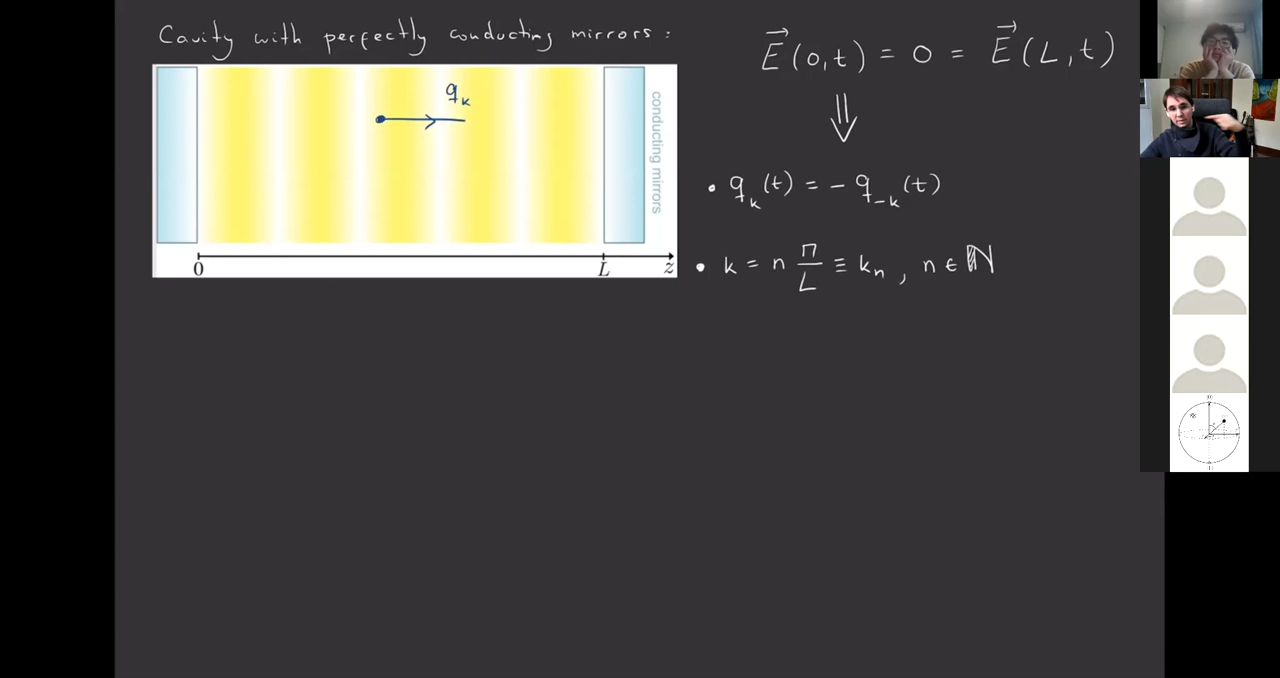 Cavity with perfectly conducting mirrors :
E⃗(0,t) = 0 = E⃗(L,t)
⇓
q_k
conducting mirrors
• q_k(t) = - q_{-k}(t)
• k = n π/L ≡ k_n , n ∈ ℕ
0 L z